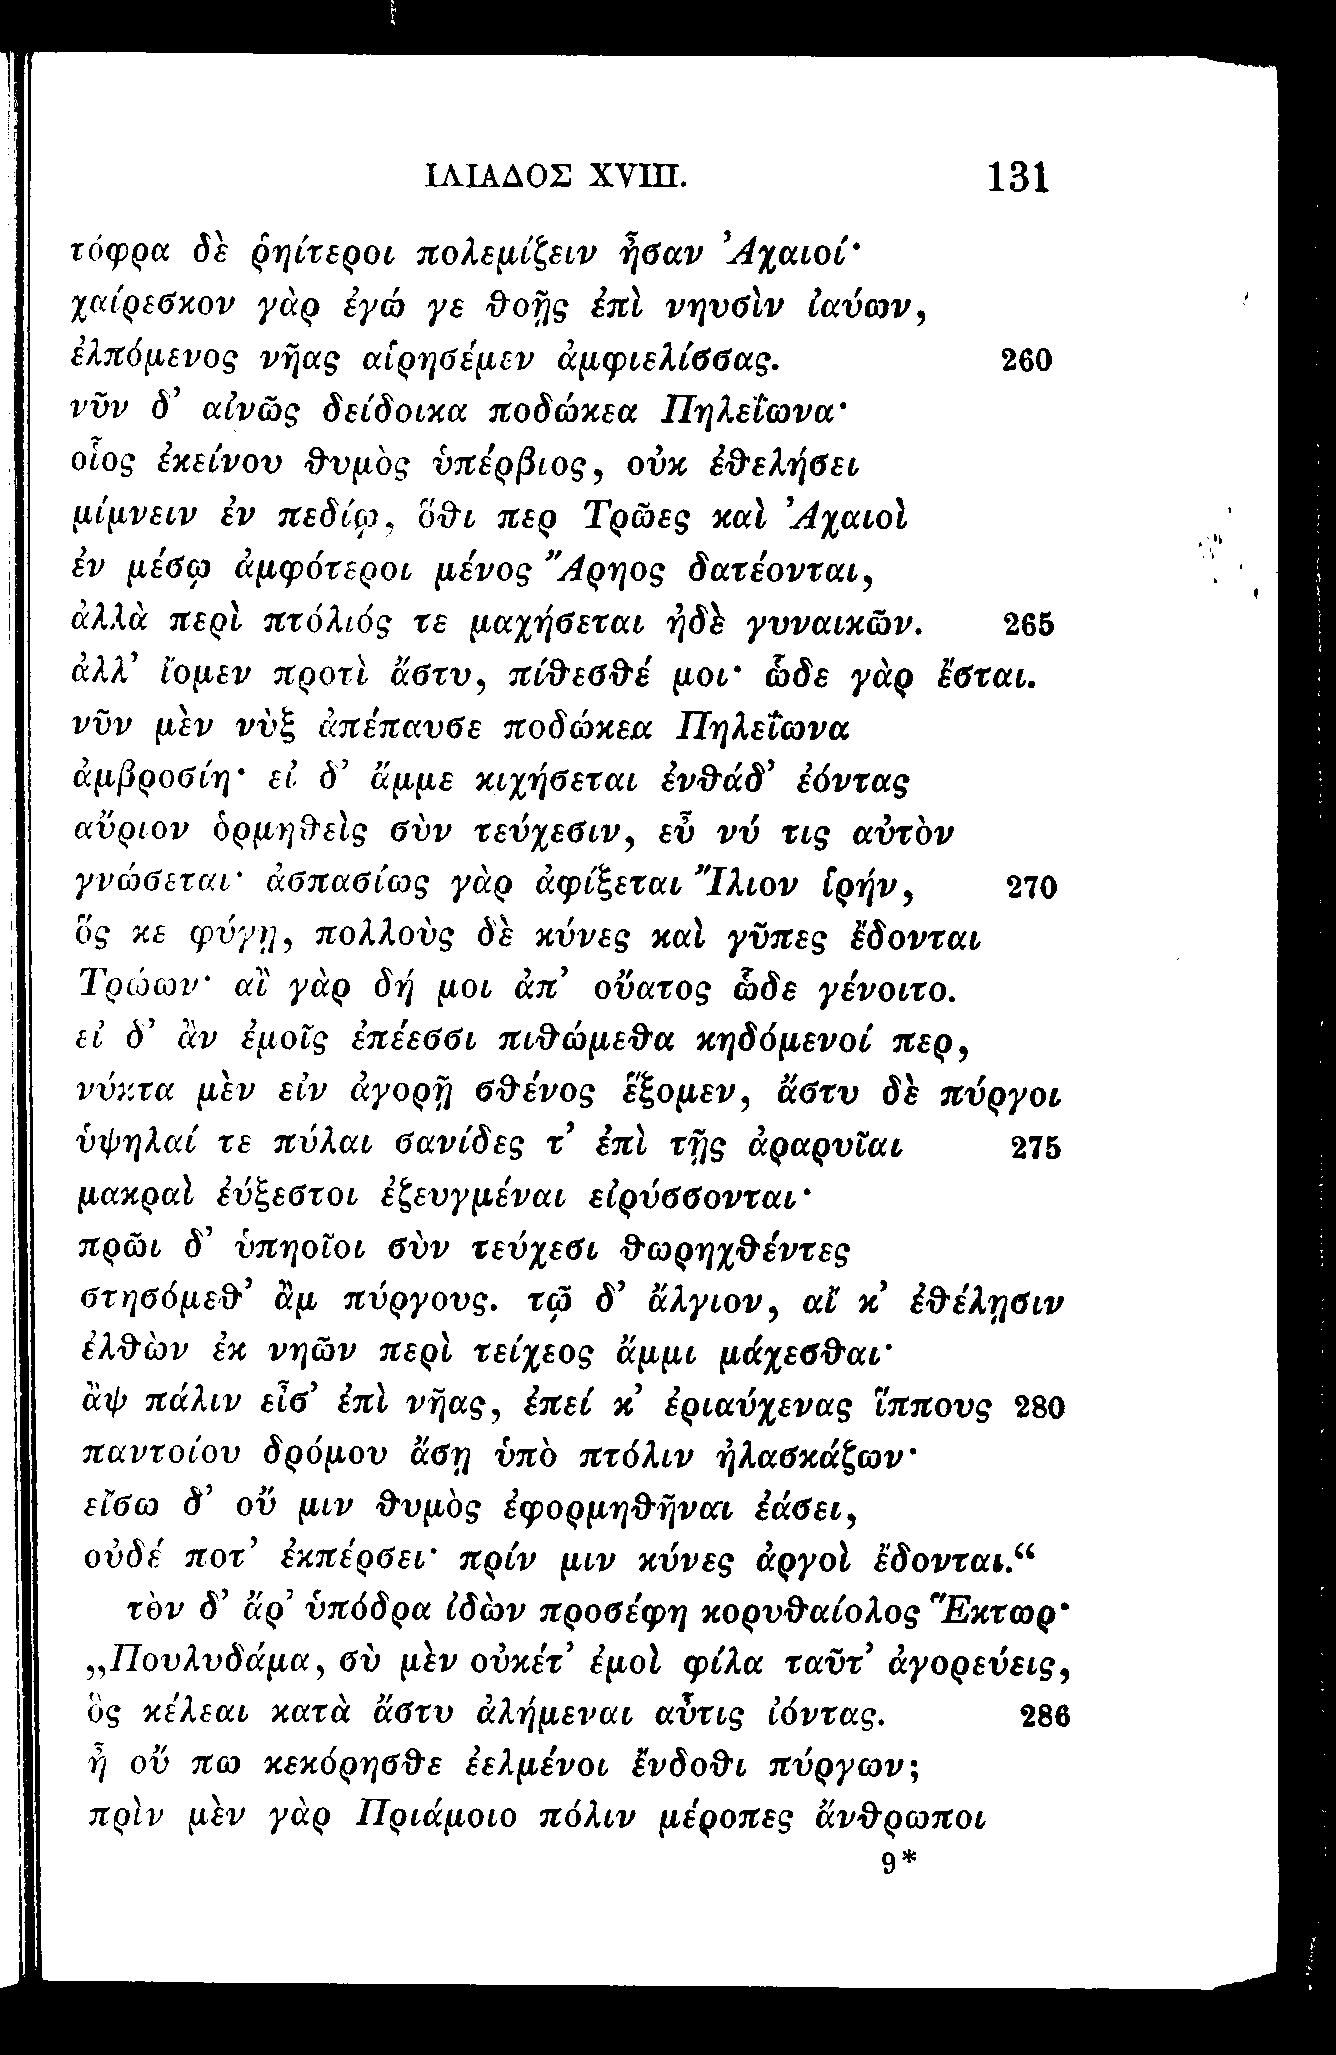 ΙΛΙΑΔΟΣ XVIII. 131
τόφρα δὲ ῥηίτεροι πολεμίζειν ἦσαν Ἀχαιοί·
χαίρεσκον γὰρ ἐγώ γε θοῇς ἐπὶ νηυσὶν ἰαύων,
ἐλπόμενος νῆας αἱρησέμεν ἀμφιελίσσας. 260
νῦν δ’ αἰνῶς δείδοικα ποδώκεα Πηλεΐωνα·
οἷος ἐκείνου θυμὸς ὑπέρβιος, οὐκ ἐθελήσει
μίμνειν ἐν πεδίῳ, ὅθι περ Τρῶες καὶ Ἀχαιοὶ
ἐν μέσῳ ἀμφότεροι μένος Ἄρηος δατέονται,
ἀλλὰ περὶ πτόλιός τε μαχήσεται ἠδὲ γυναικῶν. 265
ἀλλ’ ἴομεν προτὶ ἄστυ, πίθεσθέ μοι· ὧδε γὰρ ἔσται.
νῦν μὲν νὺξ ἀπέπαυσε ποδώκεα Πηλεΐωνα
ἀμβροσίη· εἰ δ’ ἄμμε κιχήσεται ἐνθάδ’ ἐόντας
αὔριον ὁρμηθεὶς σὺν τεύχεσιν, εὖ νύ τις αὐτὸν
γνώσεται· ἀσπασίως γὰρ ἀφίξεται Ἴλιον ἱρήν, 270
ὅς κε φύγῃ, πολλοὺς δὲ κύνες καὶ γῦπες ἔδονται
Τρώων· αἲ γὰρ δή μοι ἀπ’ οὔατος ὧδε γένοιτο.
εἰ δ’ ἂν ἐμοῖς ἐπέεσσι πιθώμεθα κηδόμενοί περ,
νύκτα μὲν εἰν ἀγορῇ σθένος ἕξομεν, ἄστυ δὲ πύργοι
ὑψηλαί τε πύλαι σανίδες τ’ ἐπὶ τῇς ἀραρυῖαι 275
μακραὶ ἐύξεστοι ἐζευγμέναι εἰρύσσονται·
πρῶι δ’ ὑπηοῖοι σὺν τεύχεσι θωρηχθέντες
στησόμεθ’ ἂμ πύργους. τῷ δ’ ἄλγιον, αἴ κ’ ἐθέλῃσιν
ἐλθὼν ἐκ νηῶν περὶ τείχεος ἄμμι μάχεσθαι·
ἂψ πάλιν εἶσ’ ἐπὶ νῆας, ἐπεί κ’ ἐριαύχενας ἵππους 280
παντοίου δρόμου ἄσῃ ὑπὸ πτόλιν ἠλασκάζων·
εἴσω δ’ οὔ μιν θυμὸς ἐφορμηθῆναι ἐάσει,
οὐδέ ποτ’ ἐκπέρσει· πρίν μιν κύνες ἀργοὶ ἔδονται.“
τὸν δ’ ἄρ’ ὑπόδρα ἰδὼν προσέφη κορυθαίολος Ἕκτωρ·
„Πουλυδάμα, σὺ μὲν οὐκέτ’ ἐμοὶ φίλα ταῦτ’ ἀγορεύεις,
ὃς κέλεαι κατὰ ἄστυ ἀλήμεναι αὖτις ἰόντας. 286
ἦ οὔ πω κεκόρησθε ἐελμένοι ἔνδοθι πύργων;
πρὶν μὲν γὰρ Πριάμοιο πόλιν μέροπες ἄνθρωποι
9*